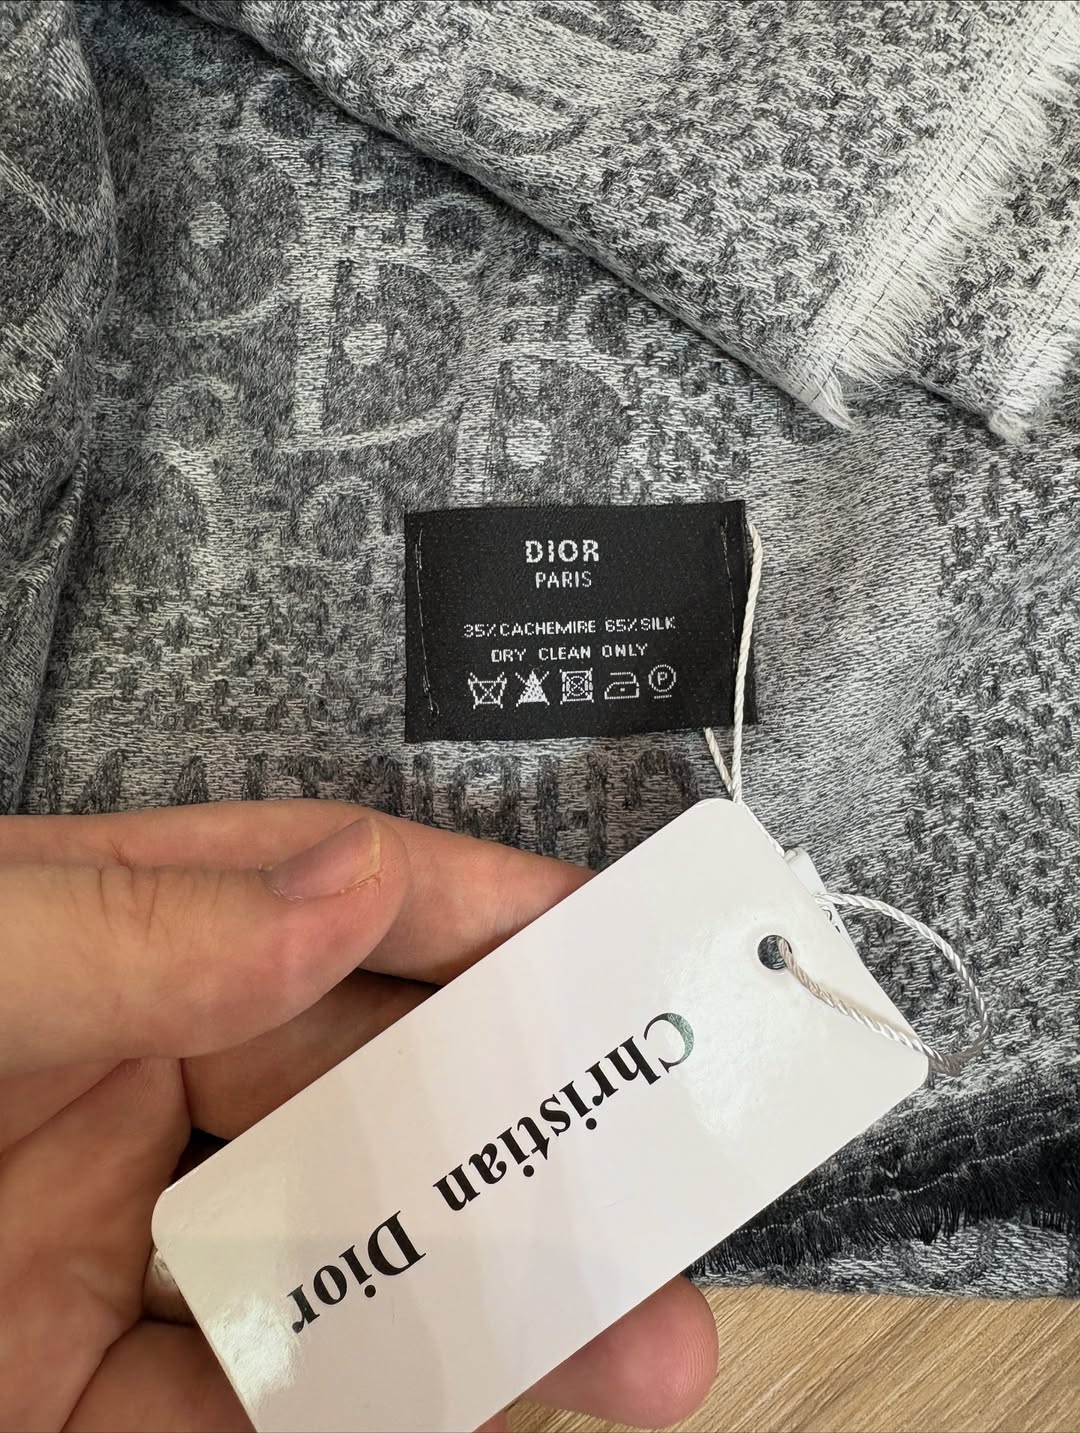 DIOR
PARIS
35% CACHEMIRE 65% SILK
DRY CLEAN ONLY
P
Christian Dior